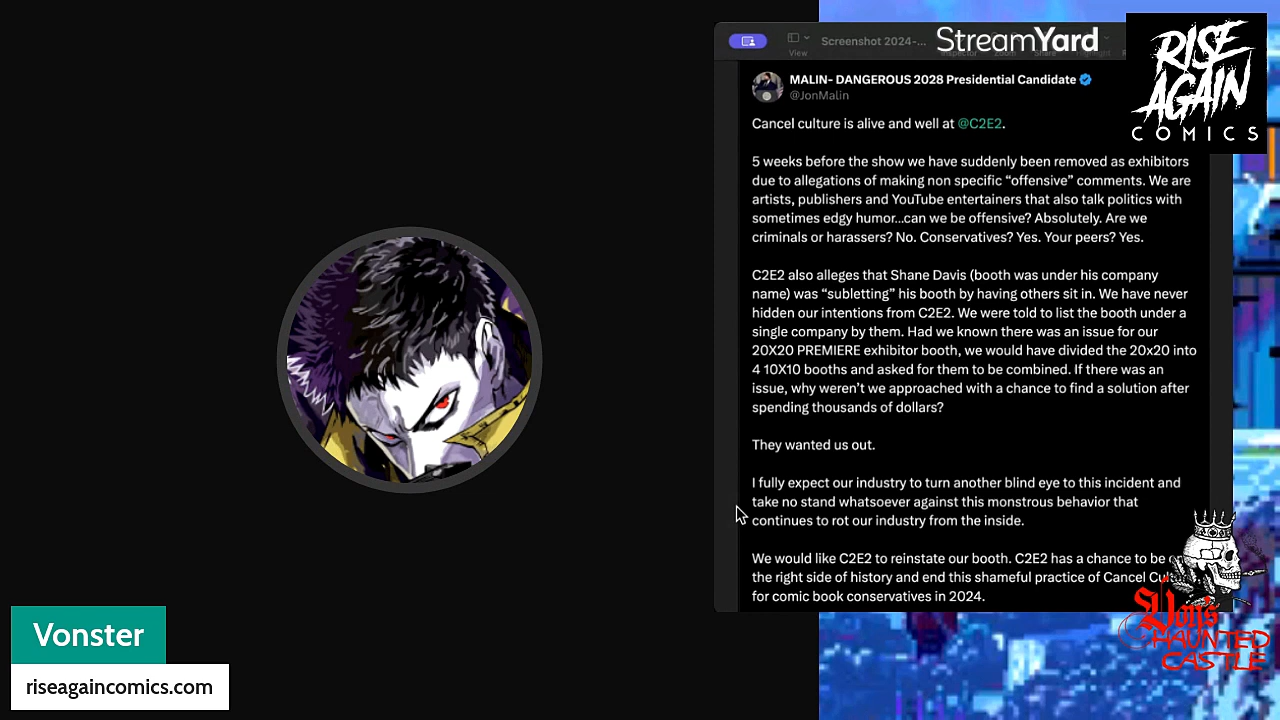 View
Screenshot 2024-...
StreamYard
RISE
AGAIN
COMICS
MALIN- DANGEROUS 2028 Presidential Candidate
@JonMalin
Cancel culture is alive and well at @C2E2.
5 weeks before the show we have suddenly been removed as exhibitors
due to allegations of making non specific “offensive” comments. We are
artists, publishers and YouTube entertainers that also talk politics with
sometimes edgy humor...can we be offensive? Absolutely. Are we
criminals or harassers? No. Conservatives? Yes. Your peers? Yes.
C2E2 also alleges that Shane Davis (booth was under his company
name) was “subletting” his booth by having others sit in. We have never
hidden our intentions from C2E2. We were told to list the booth under a
single company by them. Had we known there was an issue for our
20X20 PREMIERE exhibitor booth, we would have divided the 20x20 into
4 10X10 booths and asked for them to be combined. If there was an
issue, why weren’t we approached with a chance to find a solution after
spending thousands of dollars?
They wanted us out.
I fully expect our industry to turn another blind eye to this incident and
take no stand whatsoever against this monstrous behavior that
continues to rot our industry from the inside.
We would like C2E2 to reinstate our booth. C2E2 has a chance to be
the right side of history and end this shameful practice of Cancel
for comic book conservatives in 2024.
Von's
HAUNTED
CASTLE
Vonster
riseagaincomics.com